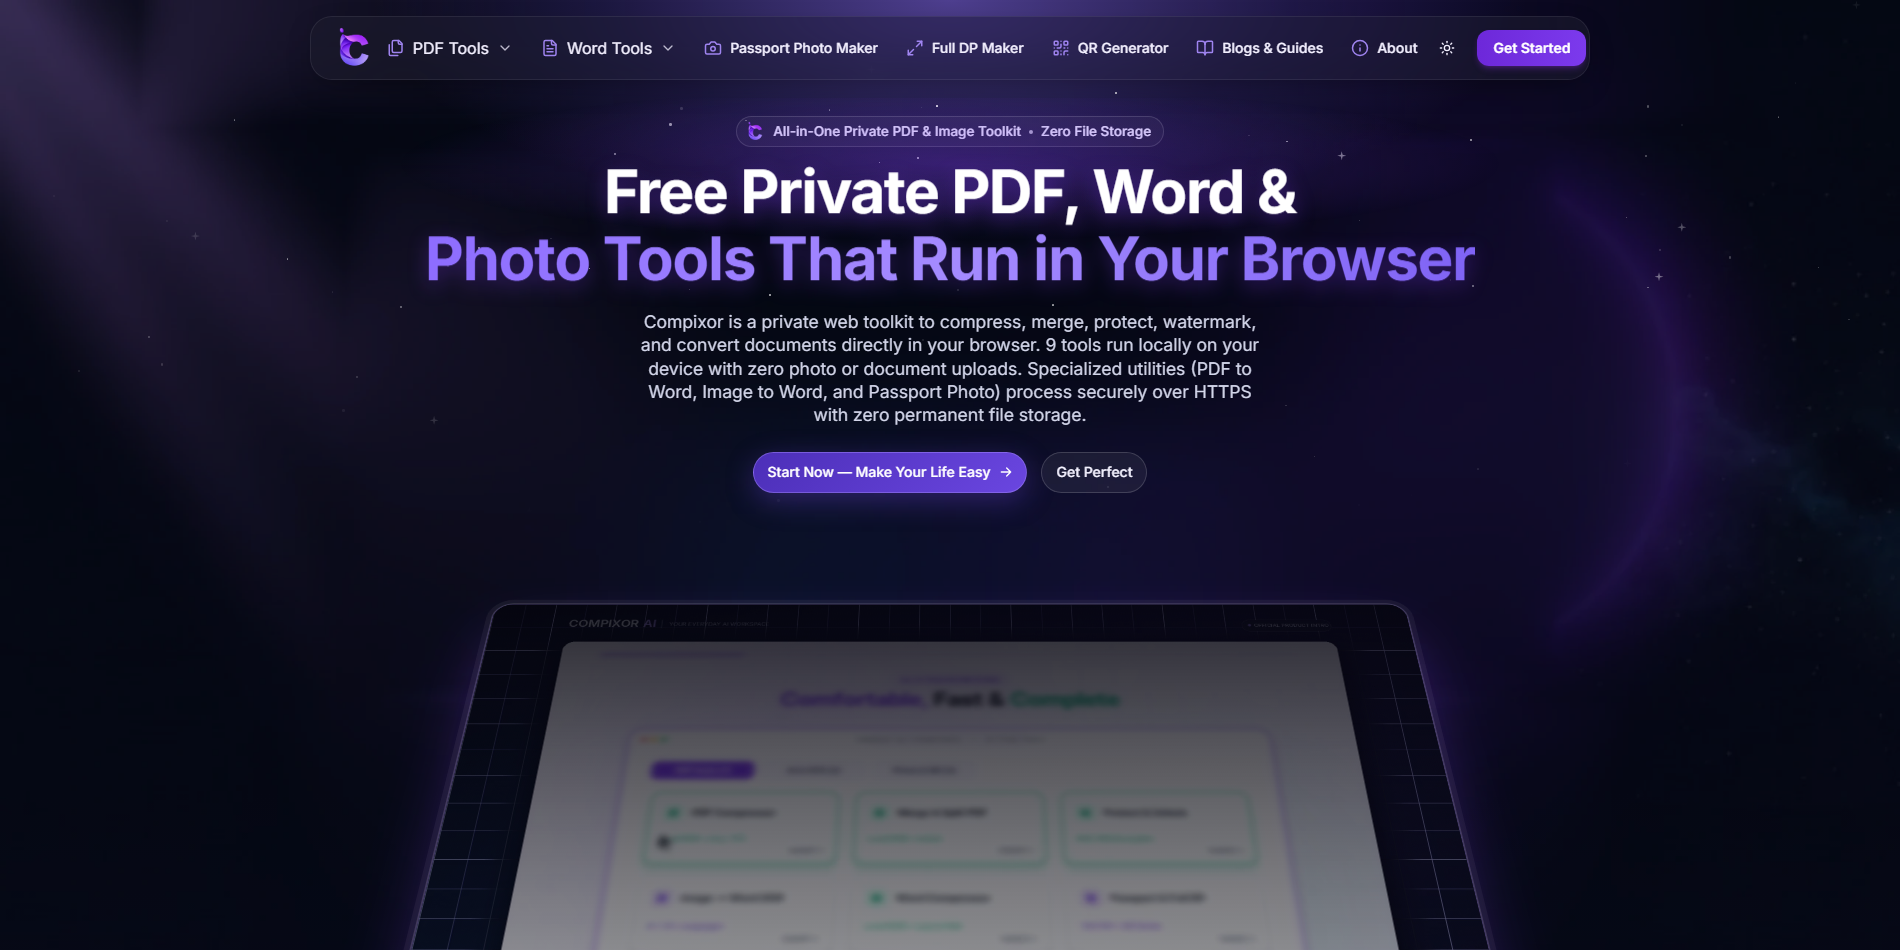 PDF Tools
Word Tools
Passport Photo Maker
Full DP Maker
QR Generator
Blogs & Guides
About
Get Started
All-in-One Private PDF & Image Toolkit • Zero File Storage
Free Private PDF, Word &
Photo Tools That Run in Your Browser
Compixor is a private web toolkit to compress, merge, protect, watermark,
and convert documents directly in your browser. 9 tools run locally on your
device with zero photo or document uploads. Specialized utilities (PDF to
Word, Image to Word, and Passport Photo) process securely over HTTPS
with zero permanent file storage.
Start Now — Make Your Life Easy →
Get Perfect
COMPIXOR AI
Comfortable, Fast & Complete